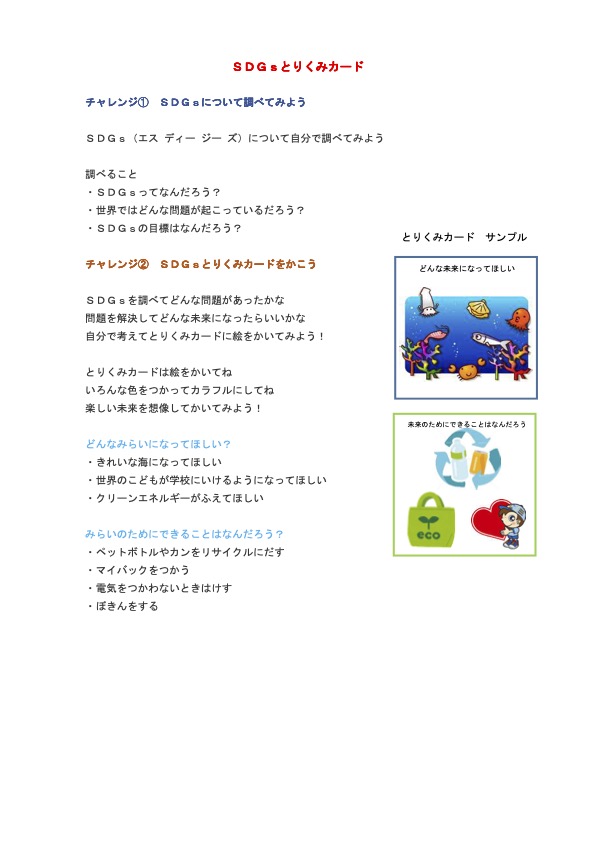 ＳＤＧｓとりくみカード
チャレンジ①　ＳＤＧｓについて調べてみよう
ＳＤＧｓ（エス ディー ジー ズ）について自分で調べてみよう
調べること
・ＳＤＧｓってなんだろう？
・世界ではどんな問題が起こっているだろう？
・ＳＤＧｓの目標はなんだろう？
チャレンジ②　ＳＤＧｓとりくみカードをかこう
ＳＤＧｓを調べてどんな問題があったかな
問題を解決してどんな未来になったらいいかな
自分で考えてとりくみカードに絵をかいてみよう！
とりくみカードは絵をかいてね
いろんな色をつかってカラフルにしてね
楽しい未来を想像してかいてみよう！
どんなみらいになってほしい？
・きれいな海になってほしい
・世界のこどもが学校にいけるようになってほしい
・クリーンエネルギーがふえてほしい
みらいのためにできることはなんだろう？
・ペットボトルやカンをリサイクルにだす
・マイバックをつかう
・電気をつかわないときはけす
・ぼきんをする
とりくみカード　サンプル
どんな未来になってほしい
未来のためにできることはなんだろう
eco